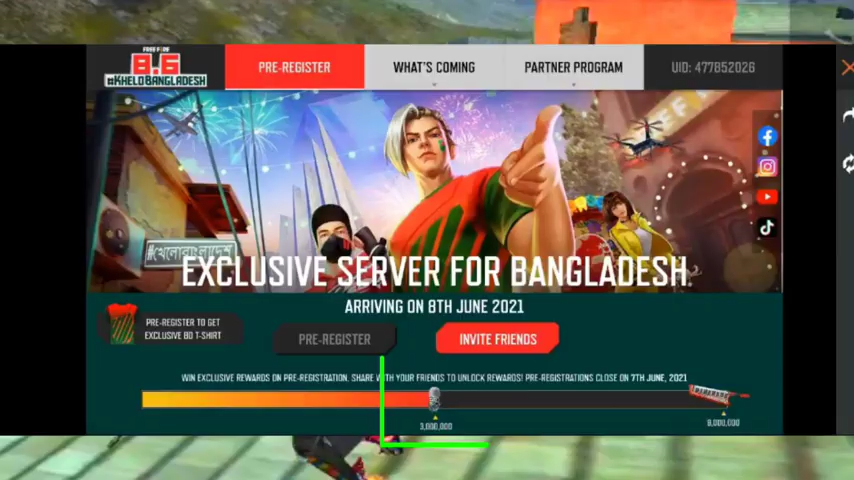 FREE FIRE
8.6
#KHELOBANGLADESH
PRE-REGISTER
WHAT'S COMING
PARTNER PROGRAM
UID: 477852026
#খেলোবাংলাদেশ
EXCLUSIVE SERVER FOR BANGLADESH
ARRIVING ON 8TH JUNE 2021
PRE-REGISTER TO GET
EXCLUSIVE BD T-SHIRT
PRE-REGISTER
INVITE FRIENDS
WIN EXCLUSIVE REWARDS ON PRE-REGISTRATION. SHARE WITH YOUR FRIENDS TO UNLOCK REWARDS! PRE-REGISTRATIONS CLOSE ON 7TH JUNE, 2021
3,000,000